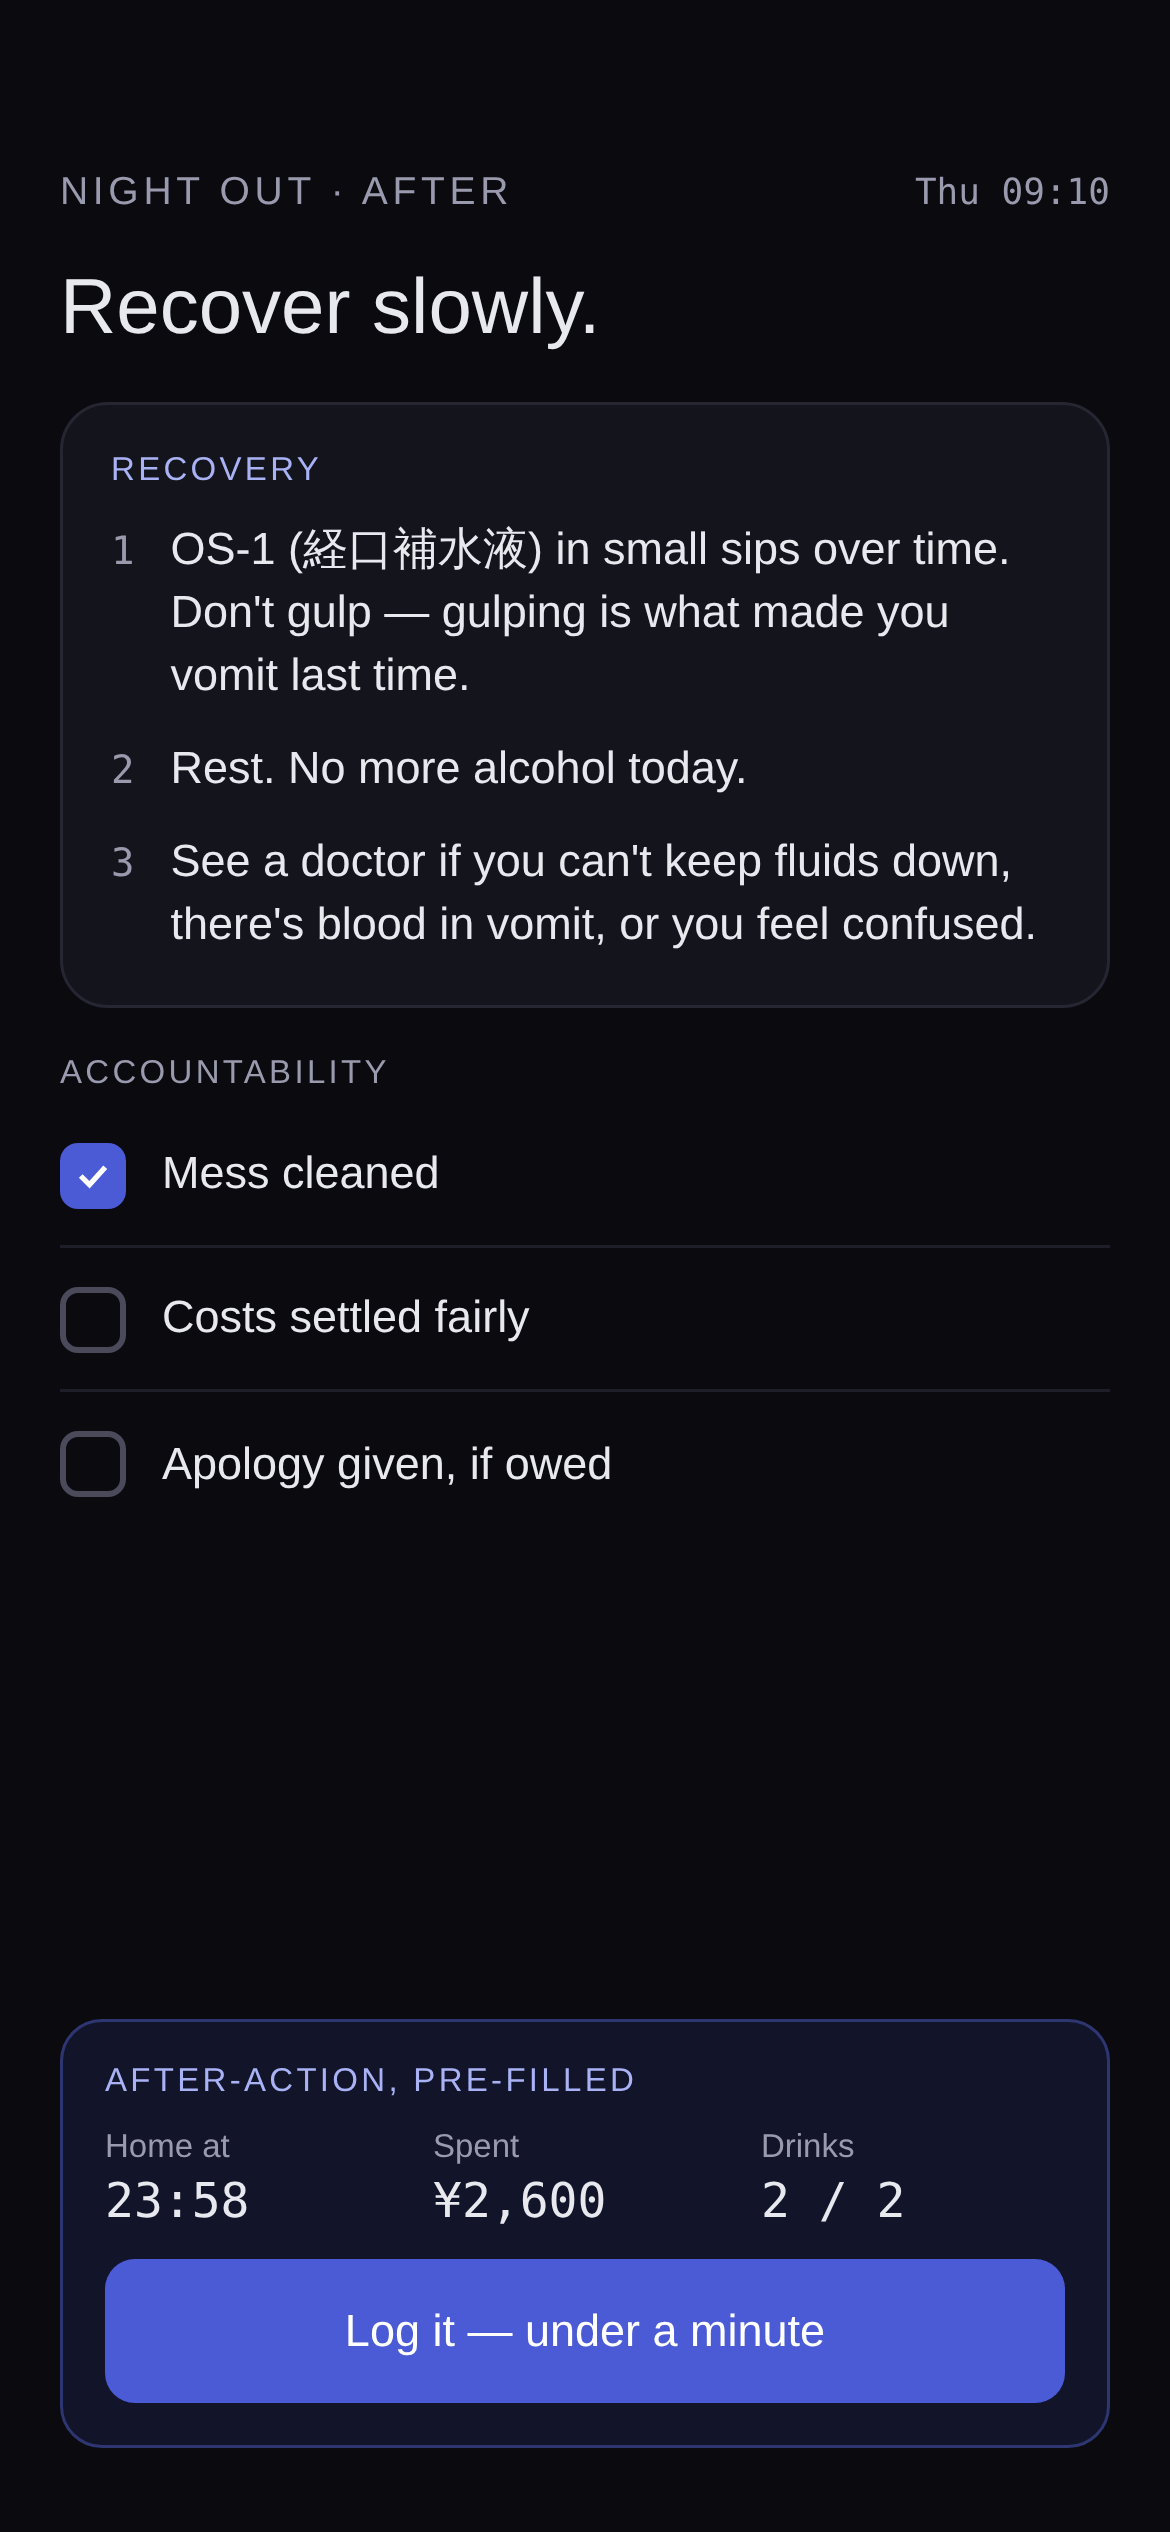 NIGHT OUT · AFTER
Thu 09:10
Recover slowly.
RECOVERY
1 OS-1 (経口補水液) in small sips over time.
Don't gulp — gulping is what made you
vomit last time.
2 Rest. No more alcohol today.
3 See a doctor if you can't keep fluids down,
there's blood in vomit, or you feel confused.
ACCOUNTABILITY
Mess cleaned
Costs settled fairly
Apology given, if owed
AFTER-ACTION, PRE-FILLED
Home at
23:58
Spent
¥2,600
Drinks
2 / 2
Log it — under a minute